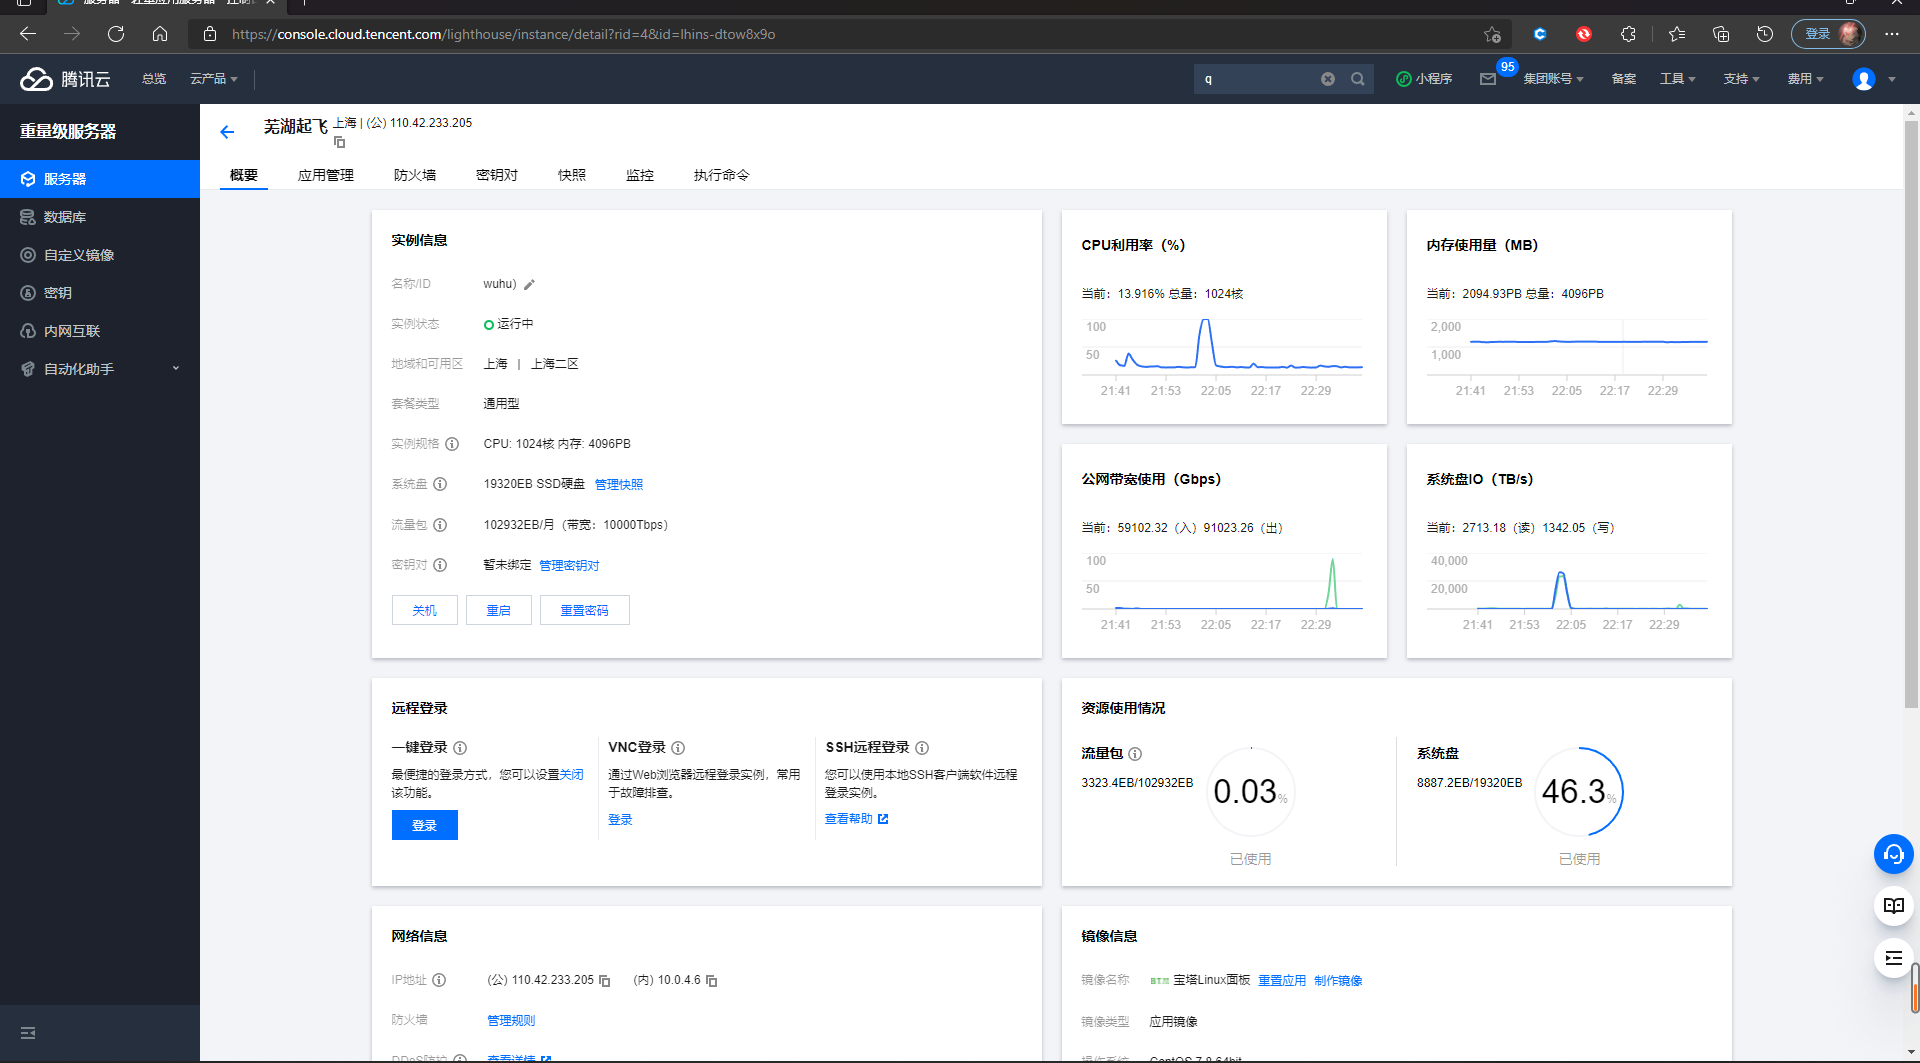 https://console.cloud.tencent.com/lighthouse/instance/detail?rid=4&id=lhins-dtow8x9o
登录
腾讯云
总览
云产品
q
小程序
95
集团账号
备案
工具
支持
费用
重量级服务器
服务器
数据库
自定义镜像
密钥
内网互联
自动化助手
芜湖起飞 上海 | (公) 110.42.233.205
概要
应用管理
防火墙
密钥对
快照
监控
执行命令
实例信息
名称/ID wuhu)
实例状态 运行中
地域和可用区 上海 | 上海二区
套餐类型 通用型
实例规格 CPU: 1024核 内存: 4096PB
系统盘 19320EB SSD硬盘 管理快照
流量包 102932EB/月（带宽：10000Tbps）
密钥对 暂未绑定 管理密钥对
关机 重启 重置密码
CPU利用率（%）
当前：13.916% 总量：1024核
100
50
21:41 21:53 22:05 22:17 22:29
内存使用量（MB）
当前：2094.93PB 总量：4096PB
2,000
1,000
21:41 21:53 22:05 22:17 22:29
公网带宽使用（Gbps）
当前：59102.32（入）91023.26（出）
100
50
21:41 21:53 22:05 22:17 22:29
系统盘IO（TB/s）
当前：2713.18（读）1342.05（写）
40,000
20,000
21:41 21:53 22:05 22:17 22:29
远程登录
一键登录
最便捷的登录方式，您可以设置关闭
该功能。
登录
VNC登录
通过Web浏览器远程登录实例，常用
于故障排查。
登录
SSH远程登录
您可以使用本地SSH客户端软件远程
登录实例。
查看帮助
资源使用情况
流量包
3323.4EB/102932EB
0.03%
已使用
系统盘
8887.2EB/19320EB
46.3%
已使用
网络信息
IP地址 (公) 110.42.233.205 (内) 10.0.4.6
防火墙 管理规则
DDoS防护 查看详情
镜像信息
镜像名称 宝塔Linux面板 重置应用 制作镜像
镜像类型 应用镜像
操作系统 CentOS 7.8 64bit